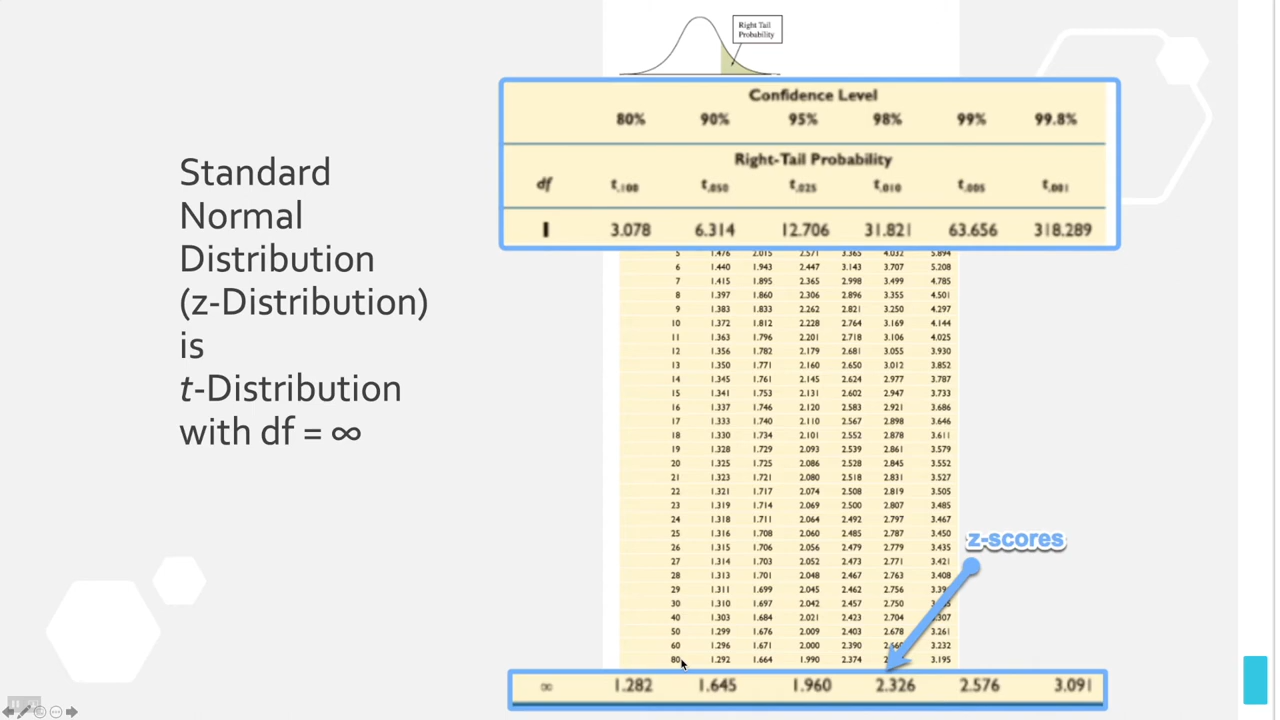 Standard
Normal
Distribution
(z-Distribution)
is
t-Distribution
with df = ∞
Right Tail
Probability
Confidence Level
80% 90% 95% 98% 99% 99.8%
Right-Tail Probability
df t.100 t.050 t.025 t.010 t.005 t.001
1 3.078 6.314 12.706 31.821 63.656 318.289
5 1.476 2.015 2.571 3.365 4.032 5.894
6 1.440 1.943 2.447 3.143 3.707 5.208
7 1.415 1.895 2.365 2.998 3.499 4.785
8 1.397 1.860 2.306 2.896 3.355 4.501
9 1.383 1.833 2.262 2.821 3.250 4.297
10 1.372 1.812 2.228 2.764 3.169 4.144
11 1.363 1.796 2.201 2.718 3.106 4.025
12 1.356 1.782 2.179 2.681 3.055 3.930
13 1.350 1.771 2.160 2.650 3.012 3.852
14 1.345 1.761 2.145 2.624 2.977 3.787
15 1.341 1.753 2.131 2.602 2.947 3.733
16 1.337 1.746 2.120 2.583 2.921 3.686
17 1.333 1.740 2.110 2.567 2.898 3.646
18 1.330 1.734 2.101 2.552 2.878 3.611
19 1.328 1.729 2.093 2.539 2.861 3.579
20 1.325 1.725 2.086 2.528 2.845 3.552
21 1.323 1.721 2.080 2.518 2.831 3.527
22 1.321 1.717 2.074 2.508 2.819 3.505
23 1.319 1.714 2.069 2.500 2.807 3.485
24 1.318 1.711 2.064 2.492 2.797 3.467
25 1.316 1.708 2.060 2.485 2.787 3.450
26 1.315 1.706 2.056 2.479 2.779 3.435
27 1.314 1.703 2.052 2.473 2.771 3.421
28 1.313 1.701 2.048 2.467 2.763 3.408
29 1.311 1.699 2.045 2.462 2.756
30 1.310 1.697 2.042 2.457 2.750
40 1.303 1.684 2.021 2.423 2.704
50 1.299 1.676 2.009 2.403 2.678 3.261
60 1.296 1.671 2.000 2.390 3.232
80 1.292 1.664 1.990 2.374 3.195
z-scores
∞ 1.282 1.645 1.960 2.326 2.576 3.091